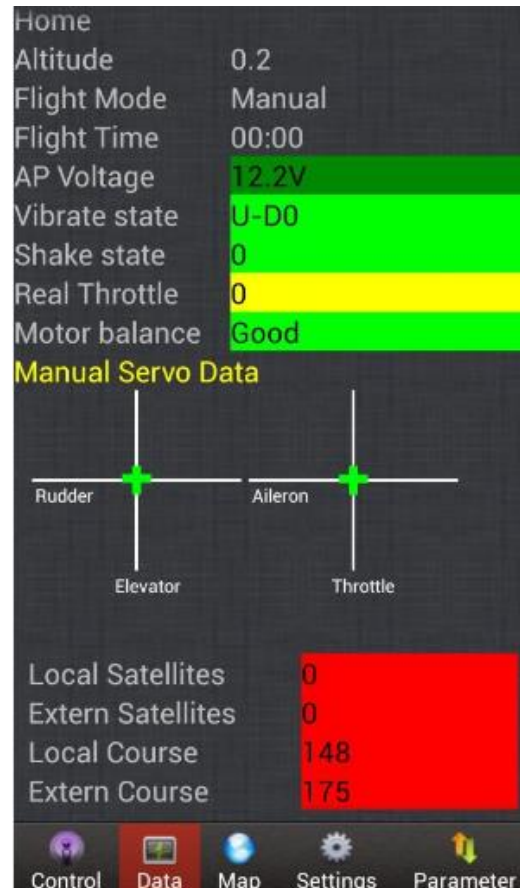 Home
Altitude 0.2
Flight Mode Manual
Flight Time 00:00
AP Voltage 12.2V
Vibrate state U-D0
Shake state 0
Real Throttle 0
Motor balance Good
Manual Servo Data
Rudder Aileron
Elevator Throttle
Local Satellites 0
Extern Satellites 0
Local Course 148
Extern Course 175
Control Data Map Settings Parameter